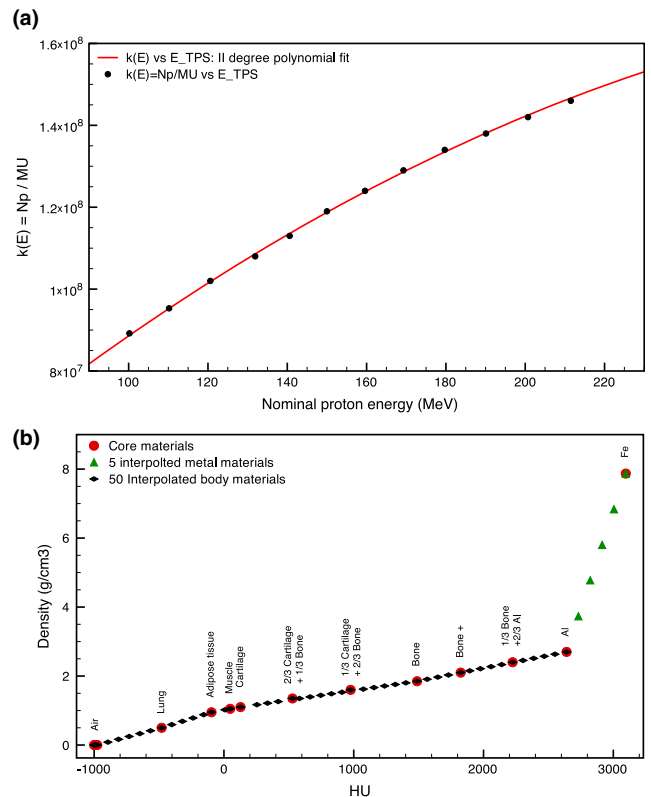 (a)
k(E) vs E_TPS: II degree polynomial fit
k(E)=Np/MU vs E_TPS
1.6×10⁸
1.4×10⁸
1.2×10⁸
1×10⁸
8×10⁷
k(E) = Np / MU
100 120 140 160 180 200 220
Nominal proton energy (MeV)
(b)
Core materials
5 interpolted metal materials
50 Interpolated body materials
8
6
4
2
0
Density (g/cm3)
Air
Lung
Adipose tissue
Muscle
Cartilage
2/3 Cartilage
+ 1/3 Bone
1/3 Cartilage
+ 2/3 Bone
Bone
Bone +
1/3 Bone
+2/3 Al
Al
Fe
-1000 0 1000 2000 3000
HU